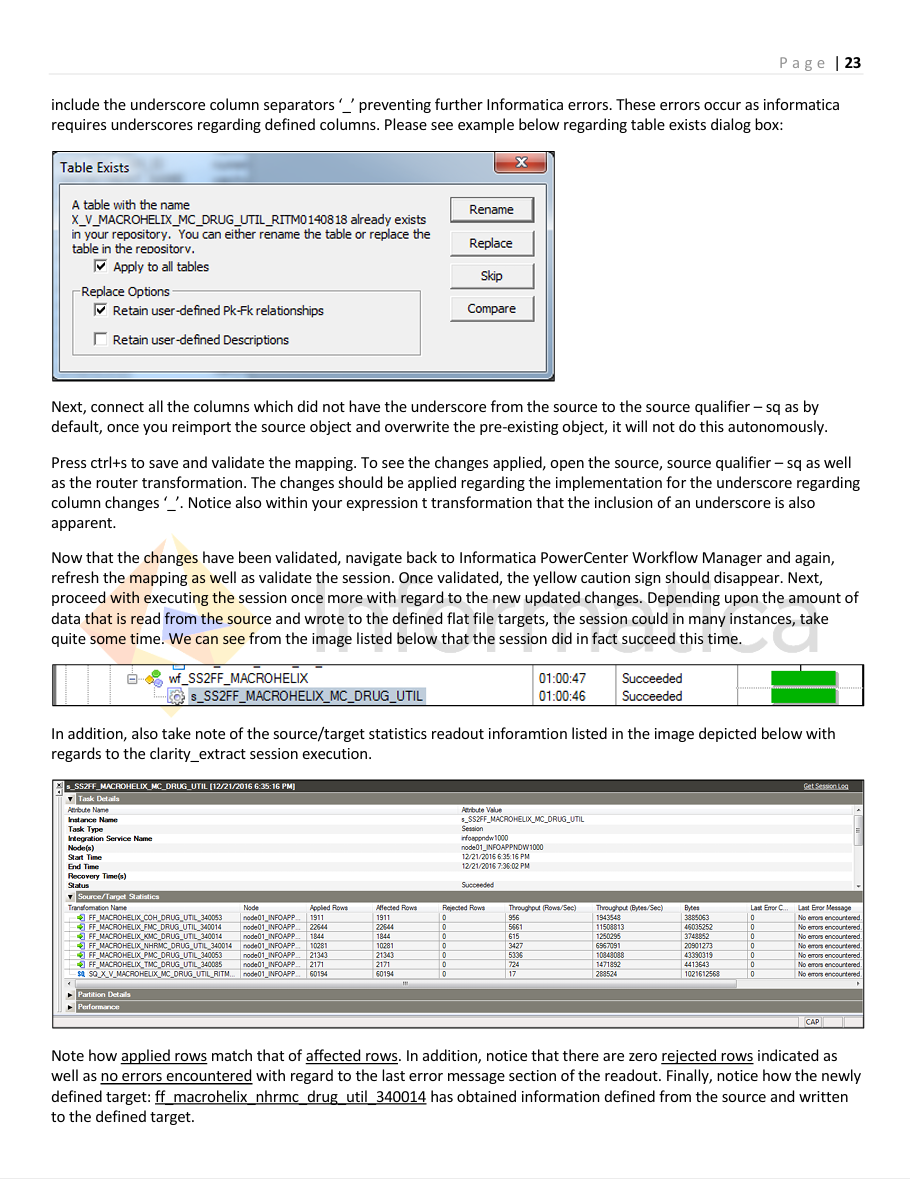 P a g e | 23
include the underscore column separators ‘_’ preventing further Informatica errors. These errors occur as informatica
requires underscores regarding defined columns. Please see example below regarding table exists dialog box:
Table Exists
A table with the name
X_V_MACROHELIX_MC_DRUG_UTIL_RITM0140818 already exists
in your repository. You can either rename the table or replace the
table in the repository.
Apply to all tables
Replace Options
Retain user-defined Pk-Fk relationships
Retain user-defined Descriptions
Rename
Replace
Skip
Compare
Next, connect all the columns which did not have the underscore from the source to the source qualifier – sq as by
default, once you reimport the source object and overwrite the pre-existing object, it will not do this autonomously.
Press ctrl+s to save and validate the mapping. To see the changes applied, open the source, source qualifier – sq as well
as the router transformation. The changes should be applied regarding the implementation for the underscore regarding
column changes ‘_’. Notice also within your expression t transformation that the inclusion of an underscore is also
apparent.
Now that the changes have been validated, navigate back to Informatica PowerCenter Workflow Manager and again,
refresh the mapping as well as validate the session. Once validated, the yellow caution sign should disappear. Next,
proceed with executing the session once more with regard to the new updated changes. Depending upon the amount of
data that is read from the source and wrote to the defined flat file targets, the session could in many instances, take
quite some time. We can see from the image listed below that the session did in fact succeed this time.
Informatica
wf_SS2FF_MACROHELIX 01:00:47 Succeeded
s_SS2FF_MACROHELIX_MC_DRUG_UTIL 01:00:46 Succeeded
In addition, also take note of the source/target statistics readout inforamtion listed in the image depicted below with
regards to the clarity_extract session execution.
s_SS2FF_MACROHELIX_MC_DRUG_UTIL [12/21/2016 6:35:16 PM] Get Session Log
Task Details
Attribute Name Attribute Value
Instance Name s_SS2FF_MACROHELIX_MC_DRUG_UTIL
Task Type Session
Integration Service Name infoappndw1000
Node(s) node01_INFOAPPNDW1000
Start Time 12/21/2016 6:35:16 PM
End Time 12/21/2016 7:36:02 PM
Recovery Time(s)
Status Succeeded
Source/Target Statistics
Transformation Name Node Applied Rows Affected Rows Rejected Rows Throughput (Rows/Sec) Throughput (Bytes/Sec) Bytes Last Error C... Last Error Message
FF_MACROHELIX_COH_DRUG_UTIL_340053 node01_INFOAPP... 1911 1911 0 956 1943548 3885063 0 No errors encountered.
FF_MACROHELIX_FMC_DRUG_UTIL_340014 node01_INFOAPP... 22644 22644 0 5661 11508813 46035252 0 No errors encountered.
FF_MACROHELIX_KMC_DRUG_UTIL_340014 node01_INFOAPP... 1844 1844 0 615 1250295 3748852 0 No errors encountered.
FF_MACROHELIX_NHRMC_DRUG_UTIL_340014 node01_INFOAPP... 10281 10281 0 3427 6967091 20901273 0 No errors encountered.
FF_MACROHELIX_PMC_DRUG_UTIL_340053 node01_INFOAPP... 21343 21343 0 5336 10848088 43390319 0 No errors encountered.
FF_MACROHELIX_TMC_DRUG_UTIL_340085 node01_INFOAPP... 2171 2171 0 724 1471892 4413643 0 No errors encountered.
SQ_X_V_MACROHELIX_MC_DRUG_UTIL_RITM... node01_INFOAPP... 60194 60194 0 17 288524 1021612568 0 No errors encountered.
Partition Details
Performance
CAP
Note how applied rows match that of affected rows. In addition, notice that there are zero rejected rows indicated as
well as no errors encountered with regard to the last error message section of the readout. Finally, notice how the newly
defined target: ff_macrohelix_nhrmc_drug_util_340014 has obtained information defined from the source and written
to the defined target.